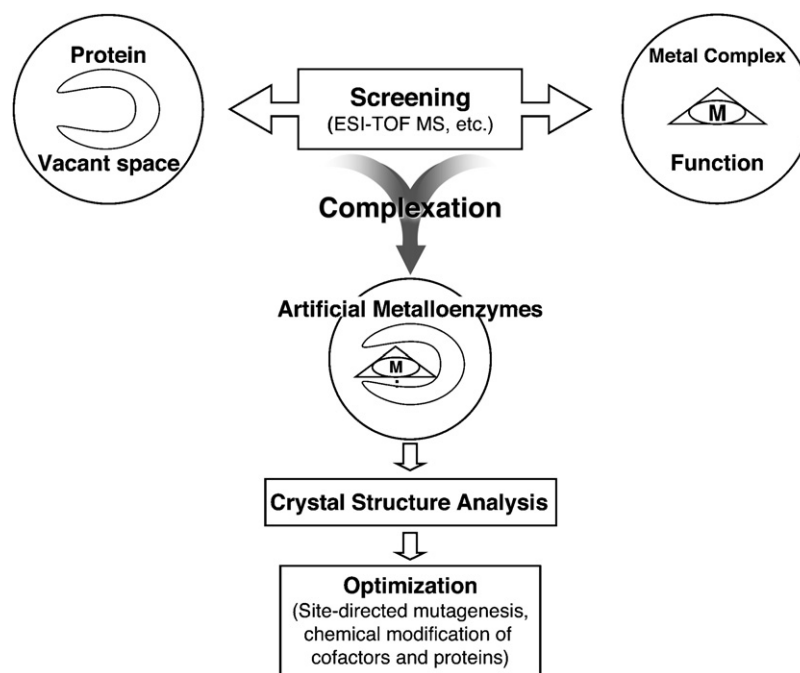 Protein
Vacant space
Screening
(ESI-TOF MS, etc.)
Metal Complex
M
Function
Complexation
Artificial Metalloenzymes
M
Crystal Structure Analysis
Optimization
(Site-directed mutagenesis,
chemical modification of
cofactors and proteins)